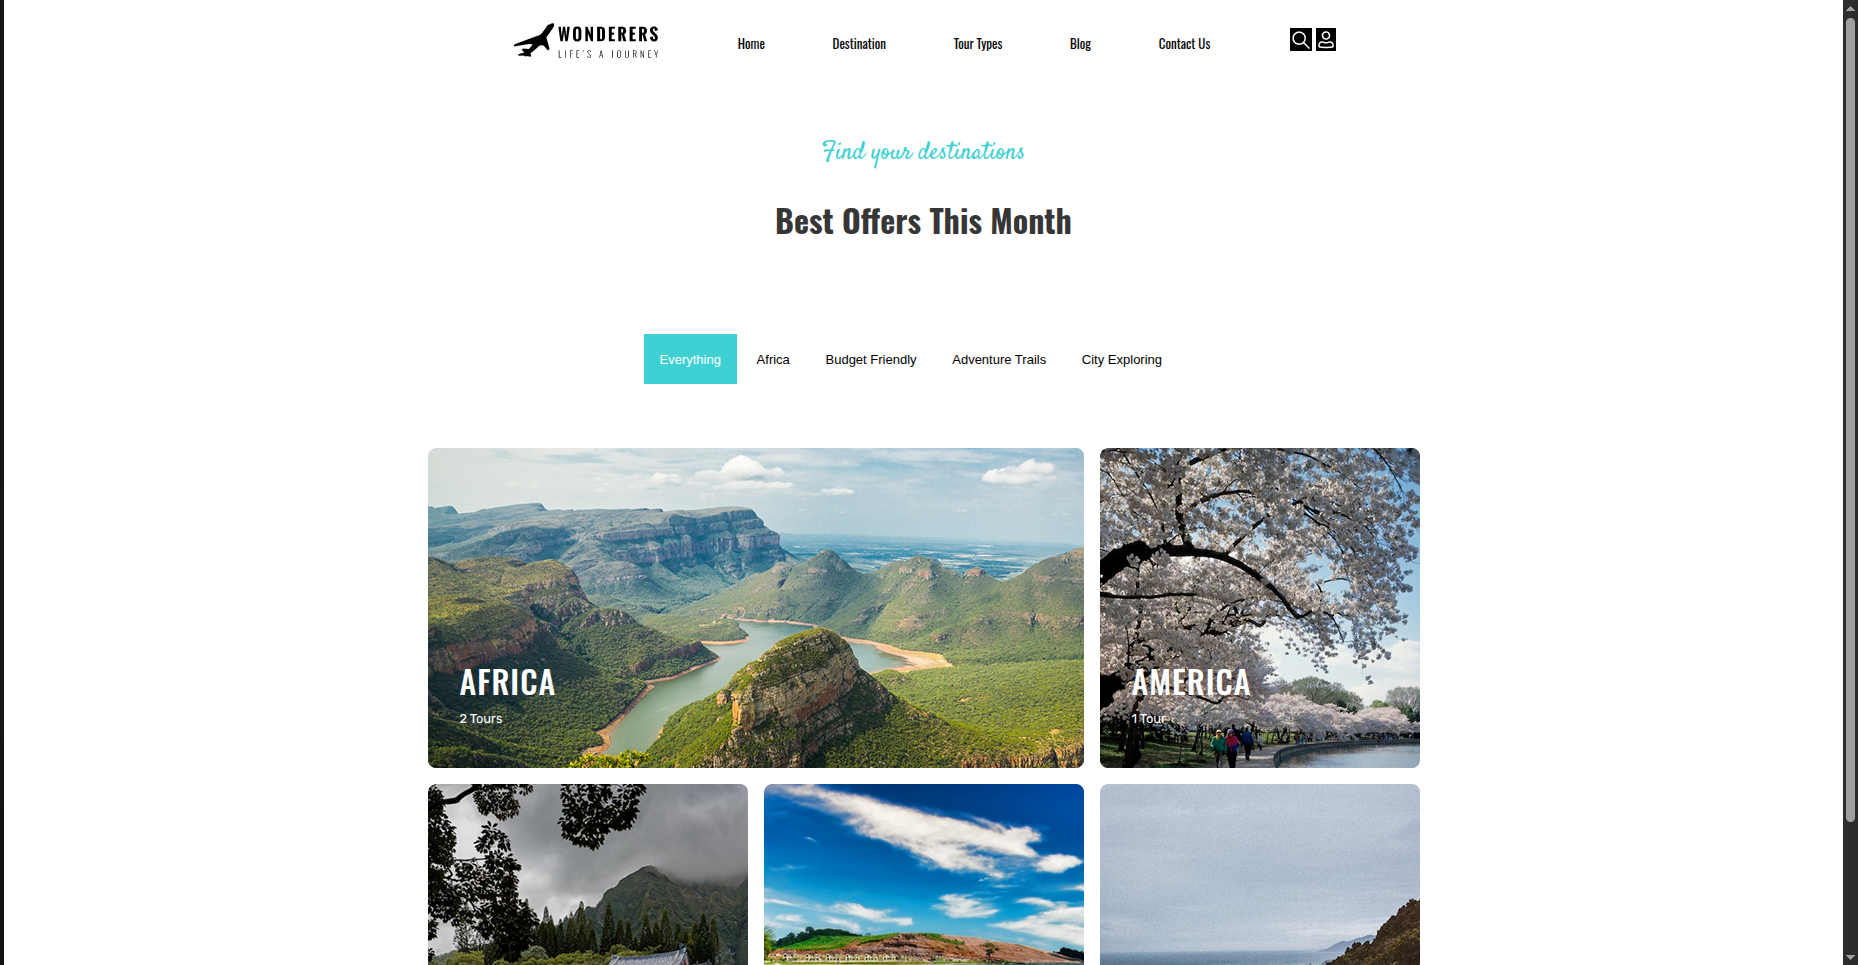 WONDERERS
LIFE'S A JOURNEY
Home Destination Tour Types Blog Contact Us
Find your destinations
Best Offers This Month
Everything Africa Budget Friendly Adventure Trails City Exploring
AFRICA
2 Tours
AMERICA
1 Tour